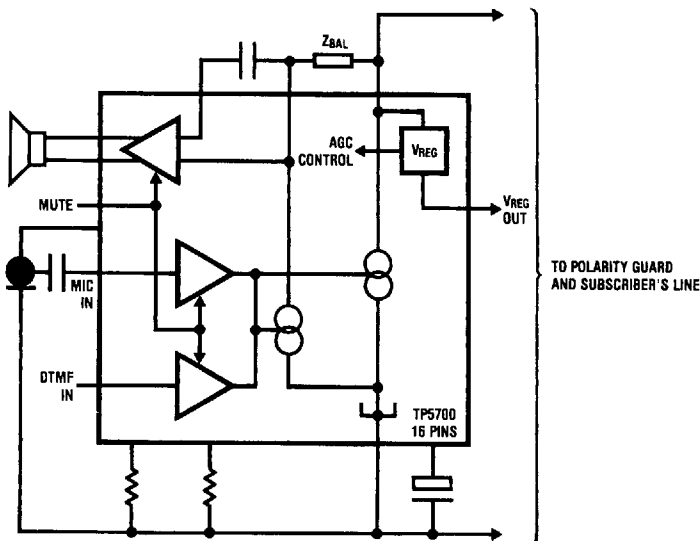 ZBAL
AGC
CONTROL
VREG
MUTE
VREG
OUT
TO POLARITY GUARD
AND SUBSCRIBER'S LINE
MIC
IN
DTMF
IN
TP5700
16 PINS